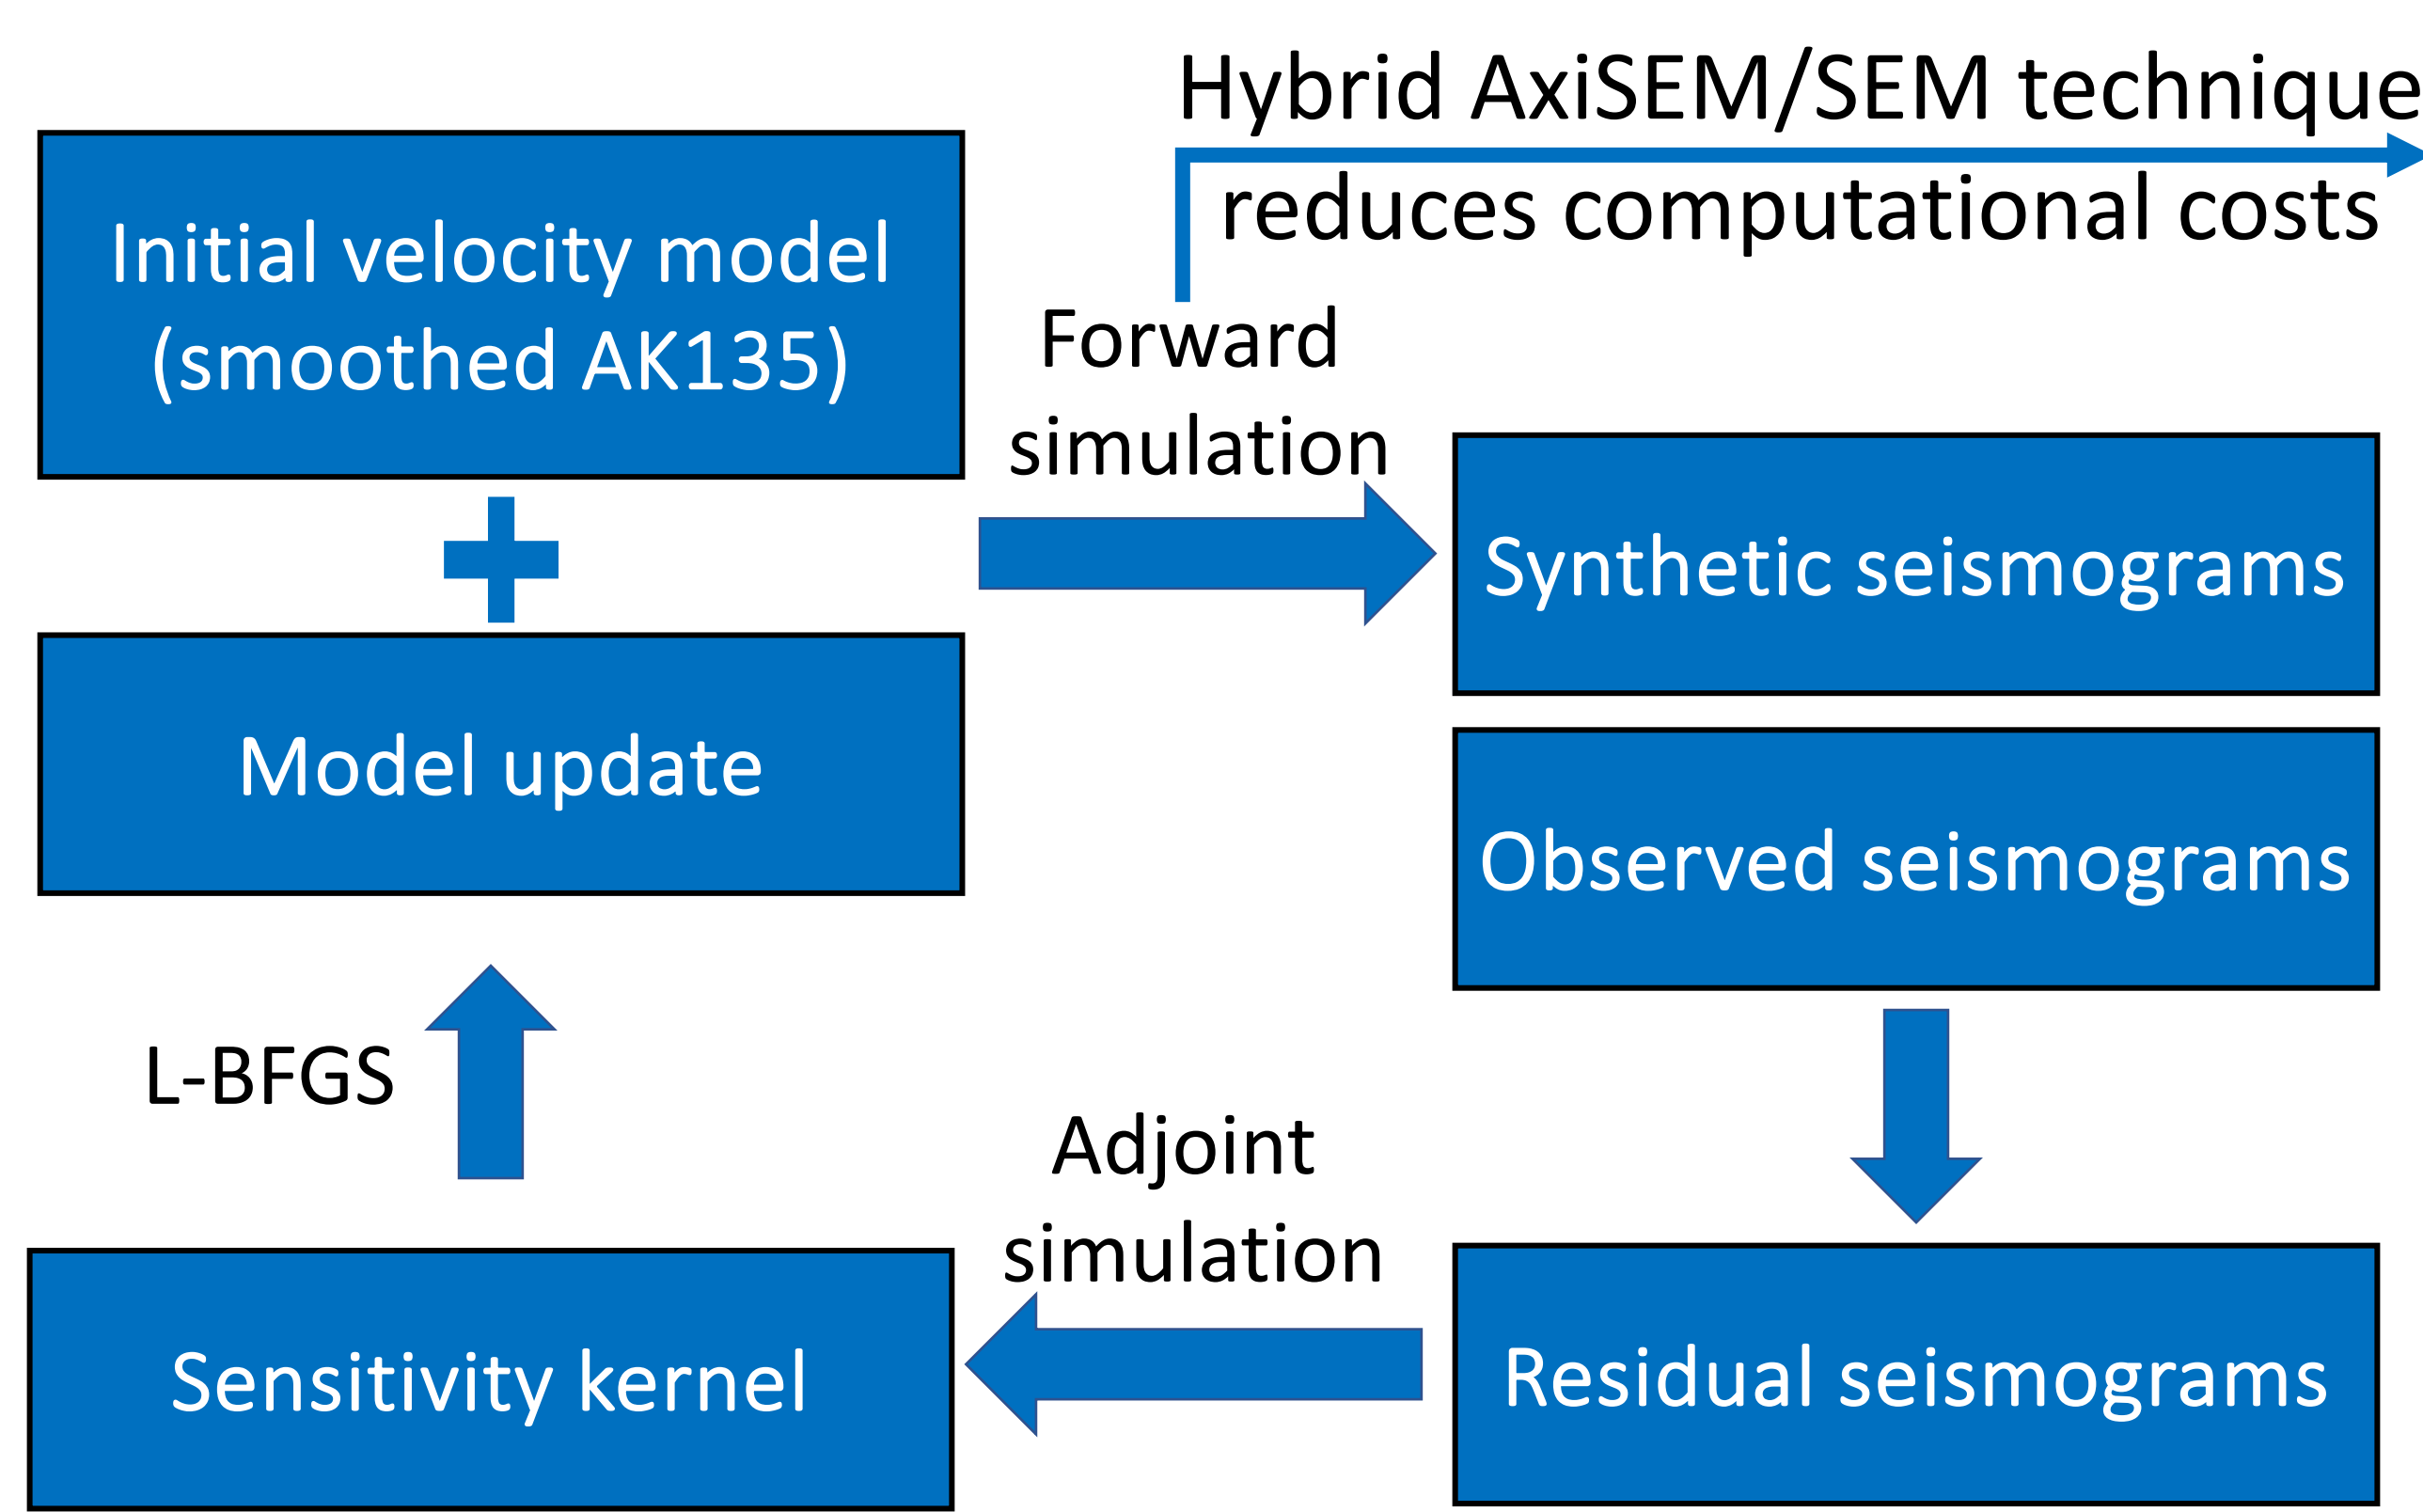 Hybrid AxiSEM/SEM technique
reduces computational costs
Initial velocity model
(smoothed AK135)
Forward
simulation
Synthetic seismograms
Model update
Observed seismograms
L-BFGS
Adjoint
simulation
Sensitivity kernel
Residual seismograms